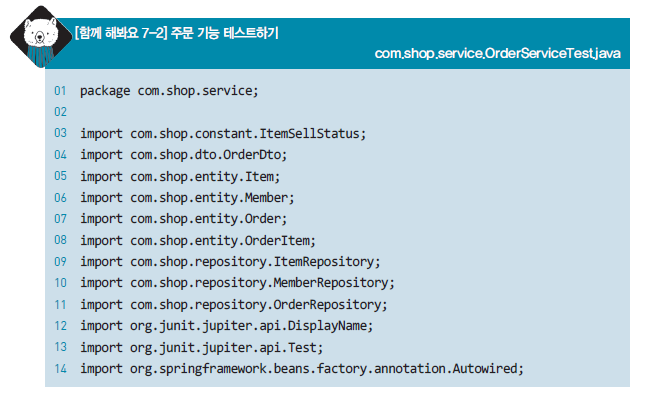 [함께 해봐요 7-2] 주문 기능 테스트하기
com.shop.service.OrderServiceTest.java
01 package com.shop.service;
02
03 import com.shop.constant.ItemSellStatus;
04 import com.shop.dto.OrderDto;
05 import com.shop.entity.Item;
06 import com.shop.entity.Member;
07 import com.shop.entity.Order;
08 import com.shop.entity.OrderItem;
09 import com.shop.repository.ItemRepository;
10 import com.shop.repository.MemberRepository;
11 import com.shop.repository.OrderRepository;
12 import org.junit.jupiter.api.DisplayName;
13 import org.junit.jupiter.api.Test;
14 import org.springframework.beans.factory.annotation.Autowired;